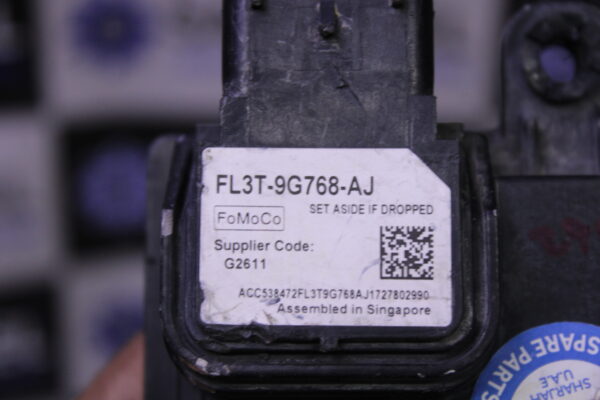 FL3T-9G768-AJ
FoMoCo
SET ASIDE IF DROPPED
Supplier Code:
G2611
ACC538472FL3T9G768AJ1727802990
Assembled in Singapore
SPARE PARTS
SHARJAH
U.A.E